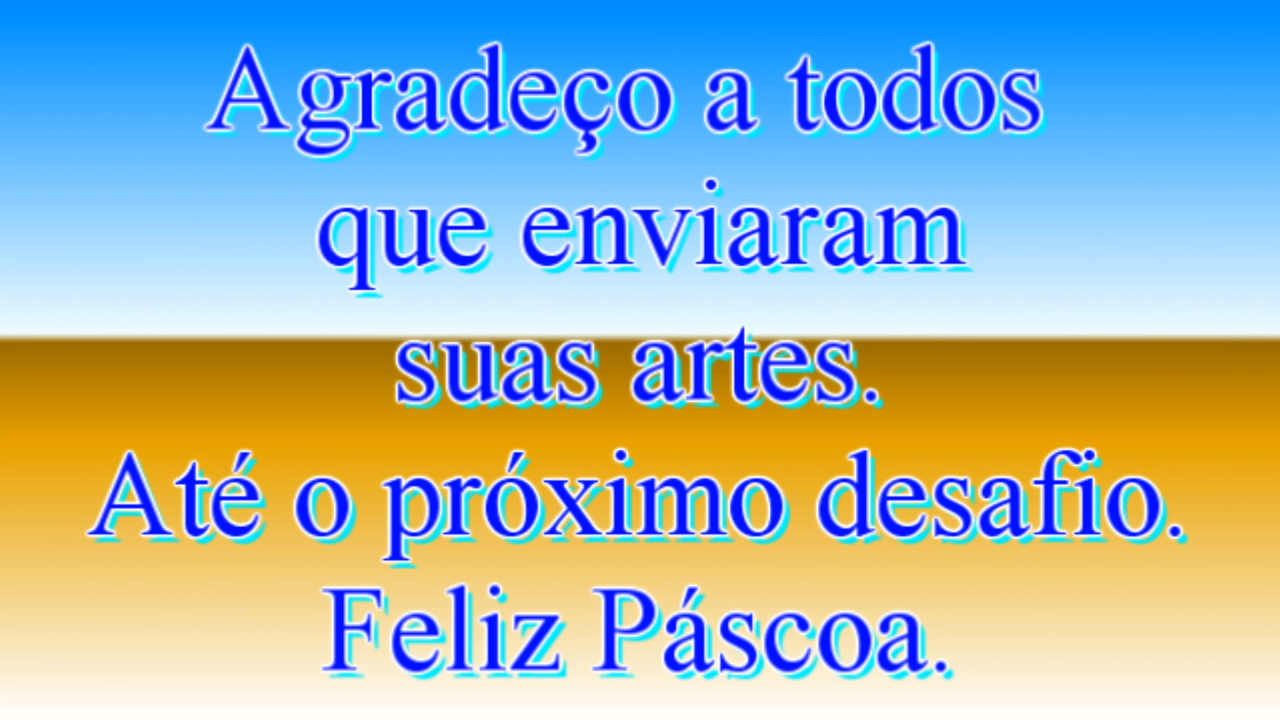 Agradeço a todos
que enviaram
suas artes.
Até o próximo desafio.
Feliz Páscoa.